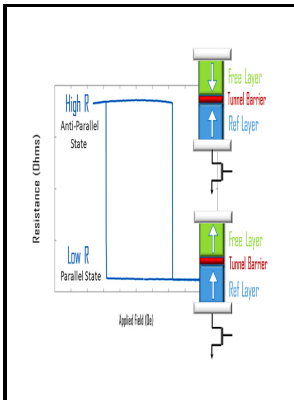 Free Layer
Tunnel Barrier
Ref Layer
High R
Anti-Parallel
State
Resistance (Ohms)
Low R
Parallel State
Free Layer
Tunnel Barrier
Ref Layer
Applied Field (Oe)